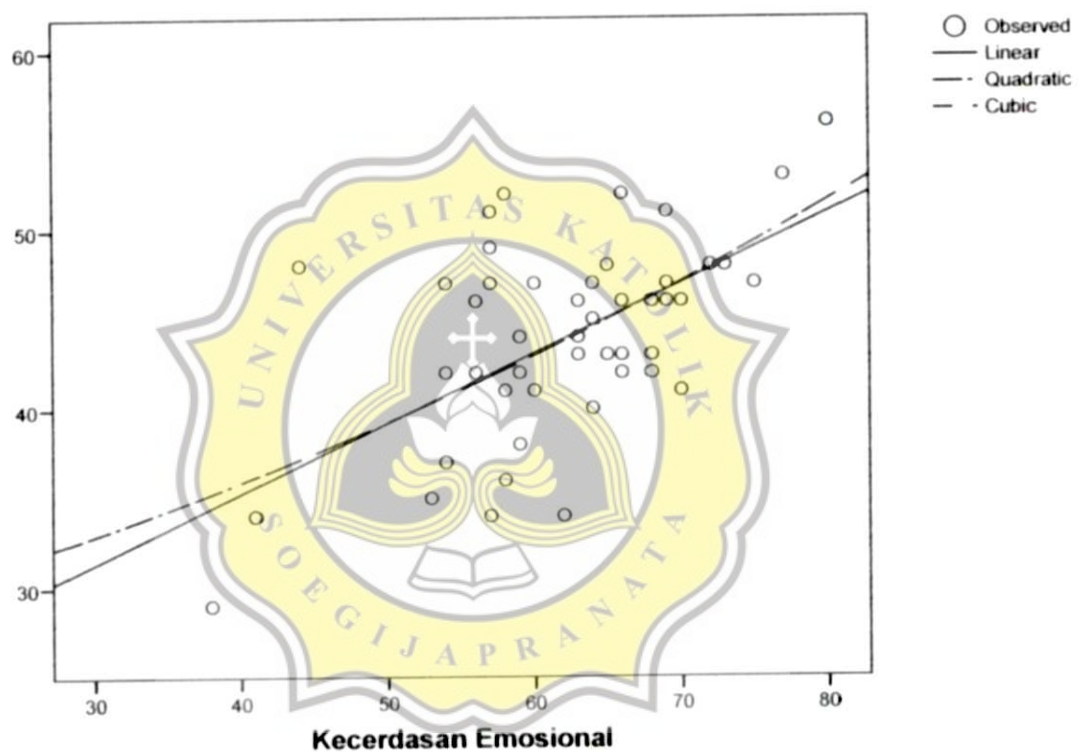 Observed
Linear
Quadratic
Cubic
60
50
40
30
UNIVERSITAS KATOLIK
SOEGIJAPRANATA
30 40 50 60 70 80
Kecerdasan Emosional